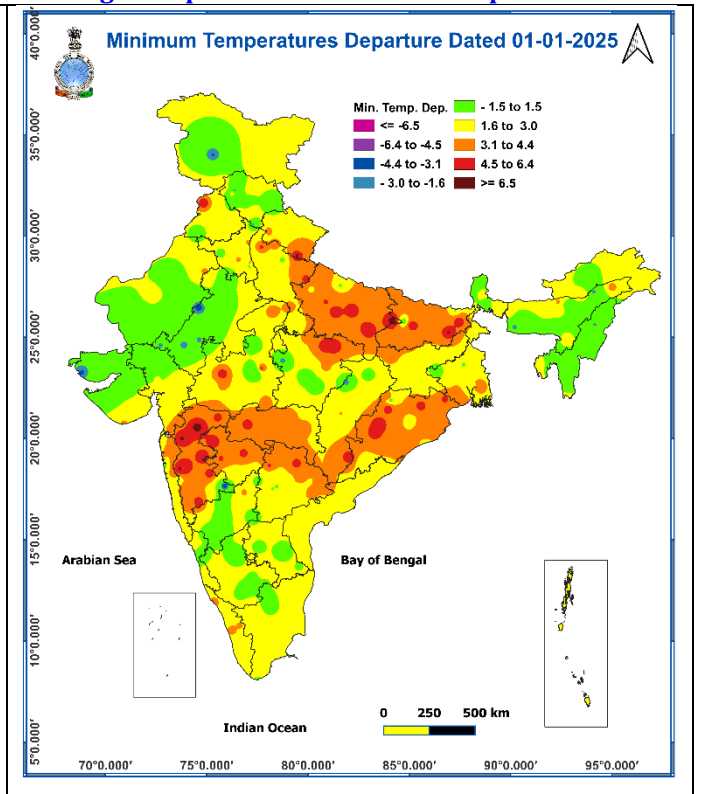 Minimum Temperatures Departure Dated 01-01-2025
Min. Temp. Dep.
<= -6.5
-6.4 to -4.5
-4.4 to -3.1
- 3.0 to -1.6
- 1.5 to 1.5
1.6 to 3.0
3.1 to 4.4
4.5 to 6.4
>= 6.5
40°0.000'
35°0.000'
30°0.000'
25°0.000'
20°0.000'
15°0.000'
10°0.000'
5°0.000'
Arabian Sea
Bay of Bengal
Indian Ocean
0 250 500 km
70°0.000' 75°0.000' 80°0.000' 85°0.000' 90°0.000' 95°0.000'